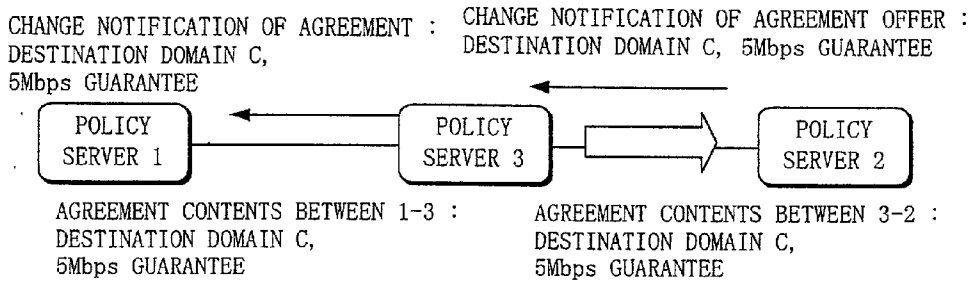 CHANGE NOTIFICATION OF AGREEMENT :
DESTINATION DOMAIN C,
5Mbps GUARANTEE
CHANGE NOTIFICATION OF AGREEMENT OFFER :
DESTINATION DOMAIN C, 5Mbps GUARANTEE
POLICY
SERVER 1
POLICY
SERVER 3
POLICY
SERVER 2
AGREEMENT CONTENTS BETWEEN 1-3 :
DESTINATION DOMAIN C,
5Mbps GUARANTEE
AGREEMENT CONTENTS BETWEEN 3-2 :
DESTINATION DOMAIN C,
5Mbps GUARANTEE